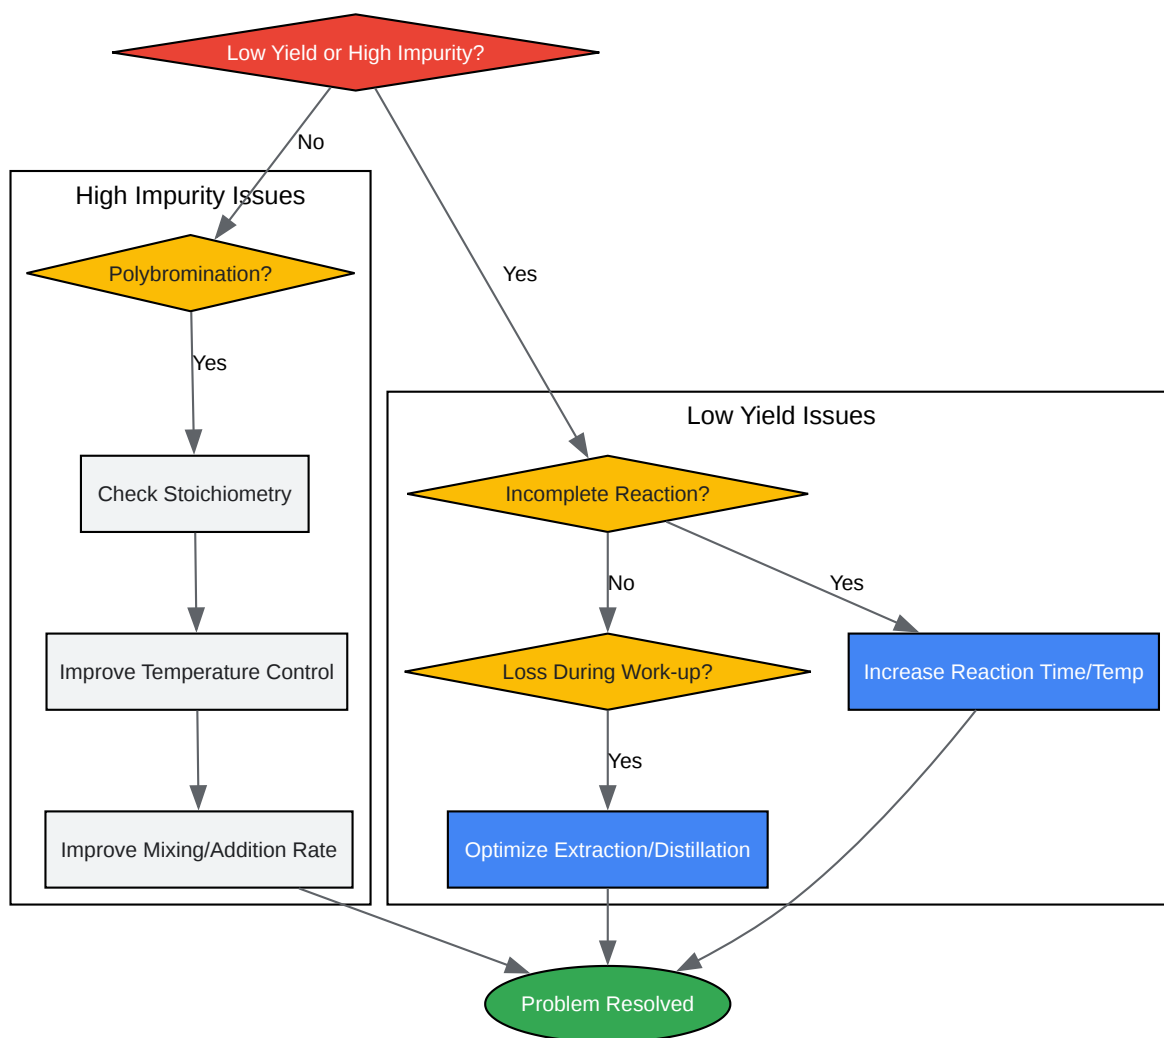 Low Yield or High Impurity?
No
High Impurity Issues
Polybromination?
Yes
Yes
Check Stoichiometry
Low Yield Issues
Incomplete Reaction?
No
Yes
Improve Temperature Control
Loss During Work-up?
Increase Reaction Time/Temp
Yes
Improve Mixing/Addition Rate
Optimize Extraction/Distillation
Problem Resolved